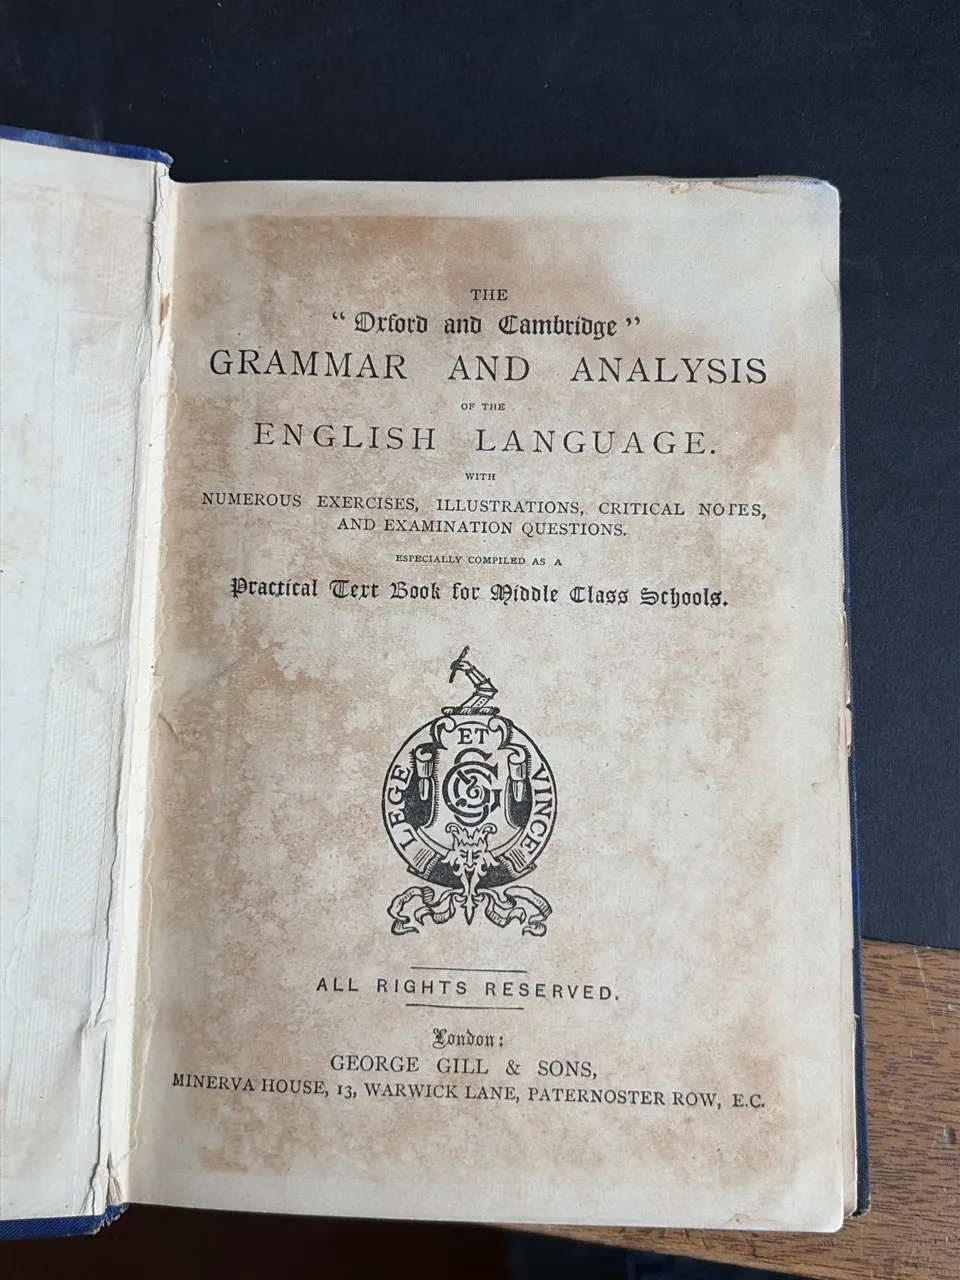 THE
"Oxford and Cambridge"
GRAMMAR AND ANALYSIS
OF THE
ENGLISH LANGUAGE.
WITH
NUMEROUS EXERCISES, ILLUSTRATIONS, CRITICAL NOTES,
AND EXAMINATION QUESTIONS.
ESPECIALLY COMPILED AS A
Practical Text Book for Middle Class Schools.
LEGE ET VINCE
GS
ALL RIGHTS RESERVED.
London:
GEORGE GILL & SONS,
MINERVA HOUSE, 13, WARWICK LANE, PATERNOSTER ROW, E.C.